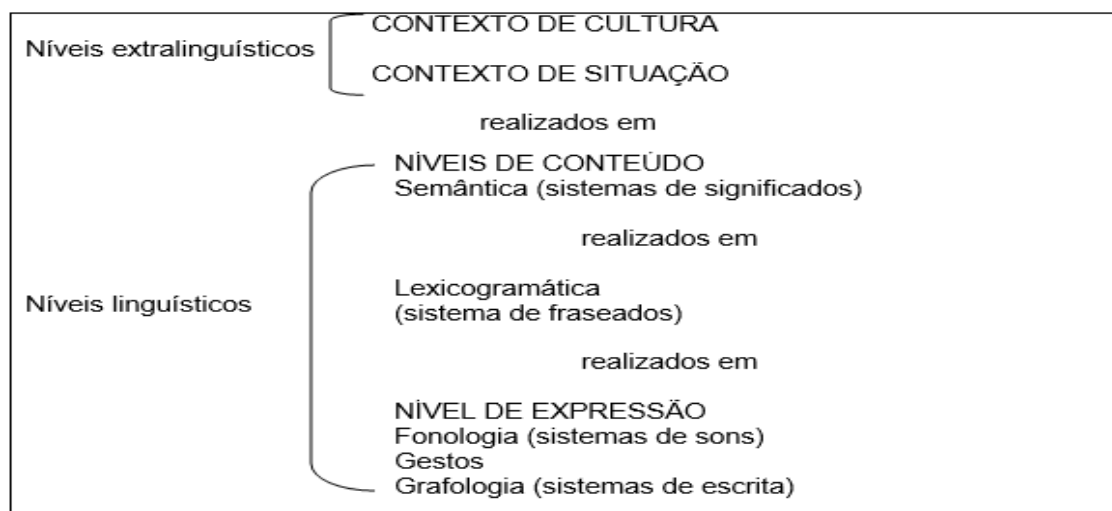 CONTEXTO DE CULTURA
Níveis extralinguísticos
CONTEXTO DE SITUAÇÃO
realizados em
NÍVEIS DE CONTEÚDO
Semântica (sistemas de significados)
realizados em
Níveis linguísticos
Lexicogramática
(sistema de fraseados)
realizados em
NÍVEL DE EXPRESSÃO
Fonologia (sistemas de sons)
Gestos
Grafologia (sistemas de escrita)